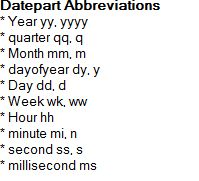 Datepart Abbreviations
* Year yy, yyyy
* quarter qq, q
* Month mm, m
* dayofyear dy, y
* Day dd, d
* Week wk, ww
* Hour hh
* minute mi, n
* second ss, s
* millisecond ms